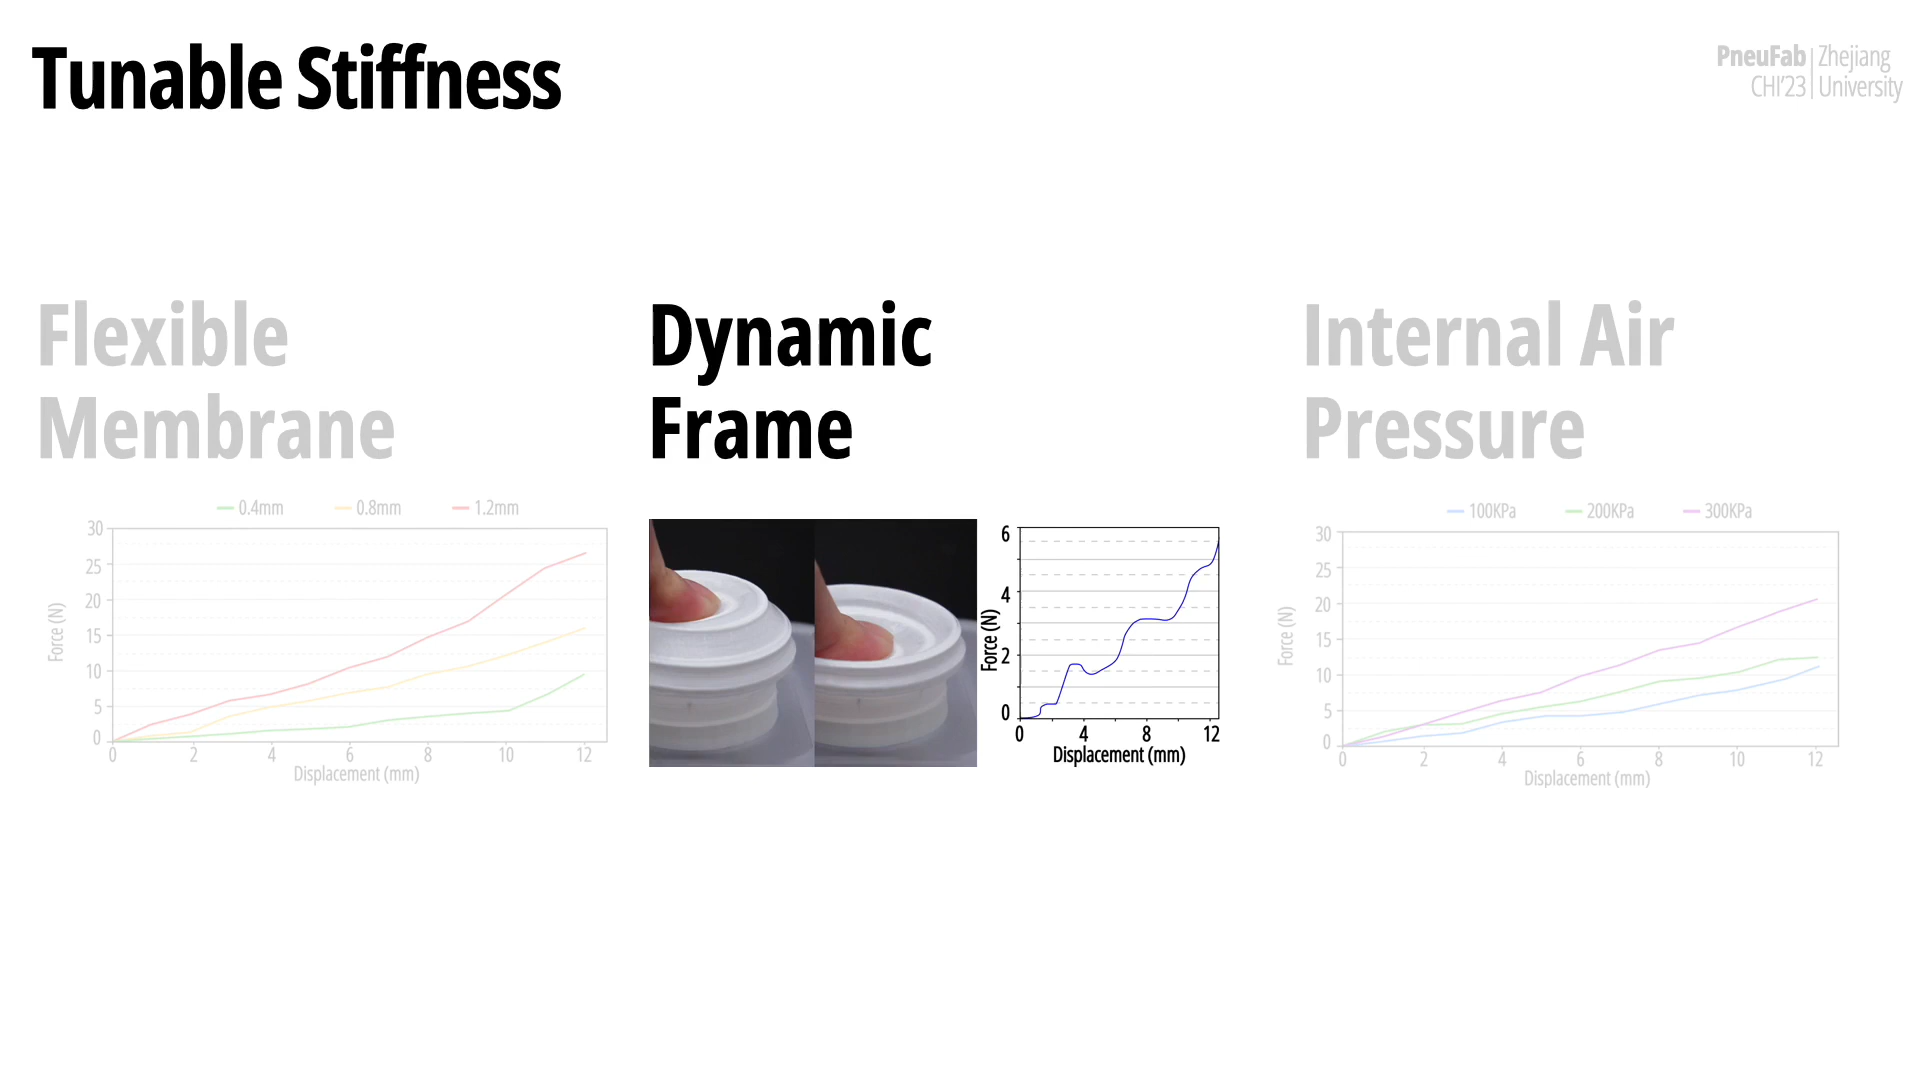 Tunable Stiffness
PneuFab
CHI'23
Zhejiang
University
Flexible
Membrane
0.4mm 0.8mm 1.2mm
30
25
20
15
10
5
0
Force (N)
0 2 4 6 8 10 12
Displacement (mm)
Dynamic
Frame
6
4
2
0
Force (N)
0 4 8 12
Displacement (mm)
Internal Air
Pressure
100KPa 200KPa 300KPa
30
25
20
15
10
5
0
Force (N)
0 2 4 6 8 10 12
Displacement (mm)